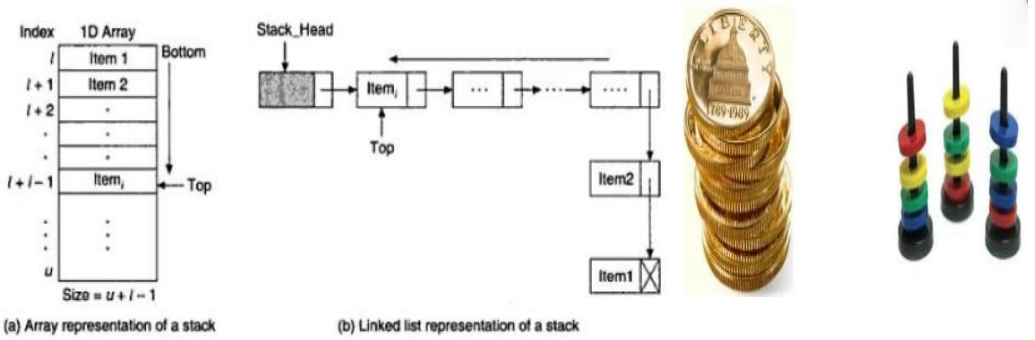 Index 1D Array
l Item 1 Bottom
l + 1 Item 2
l + 2 .
. .
. .
l + i – 1 Itemᵢ Top
u
Size = u + l – 1
(a) Array representation of a stack
Stack_Head
Itemᵢ ... ... ....
Top
Item2
Item1
(b) Linked list representation of a stack
LIBERTY
1789-1989